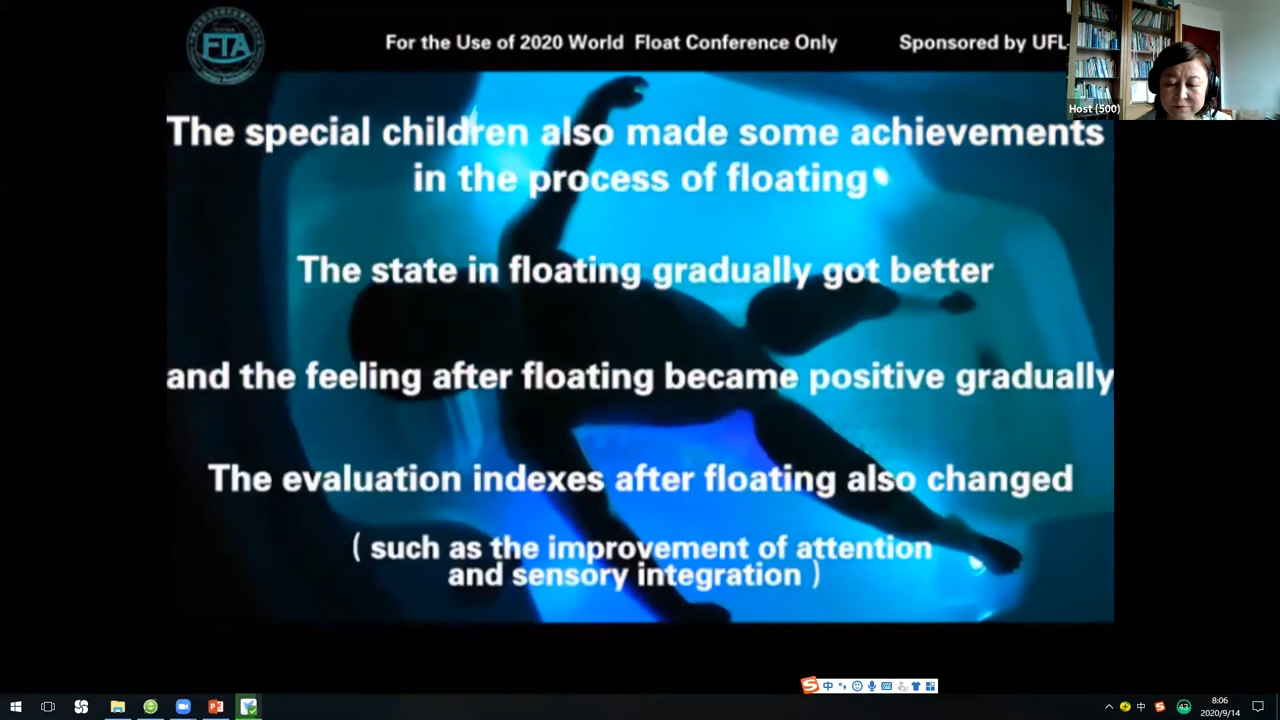 FTA
For the Use of 2020 World Float Conference Only
Sponsored by UFL-
Host (500)
The special children also made some achievements
in the process of floating
The state in floating gradually got better
and the feeling after floating became positive gradually
The evaluation indexes after floating also changed
( such as the improvement of attention
and sensory integration )
中
43
中
8:06
2020/9/14